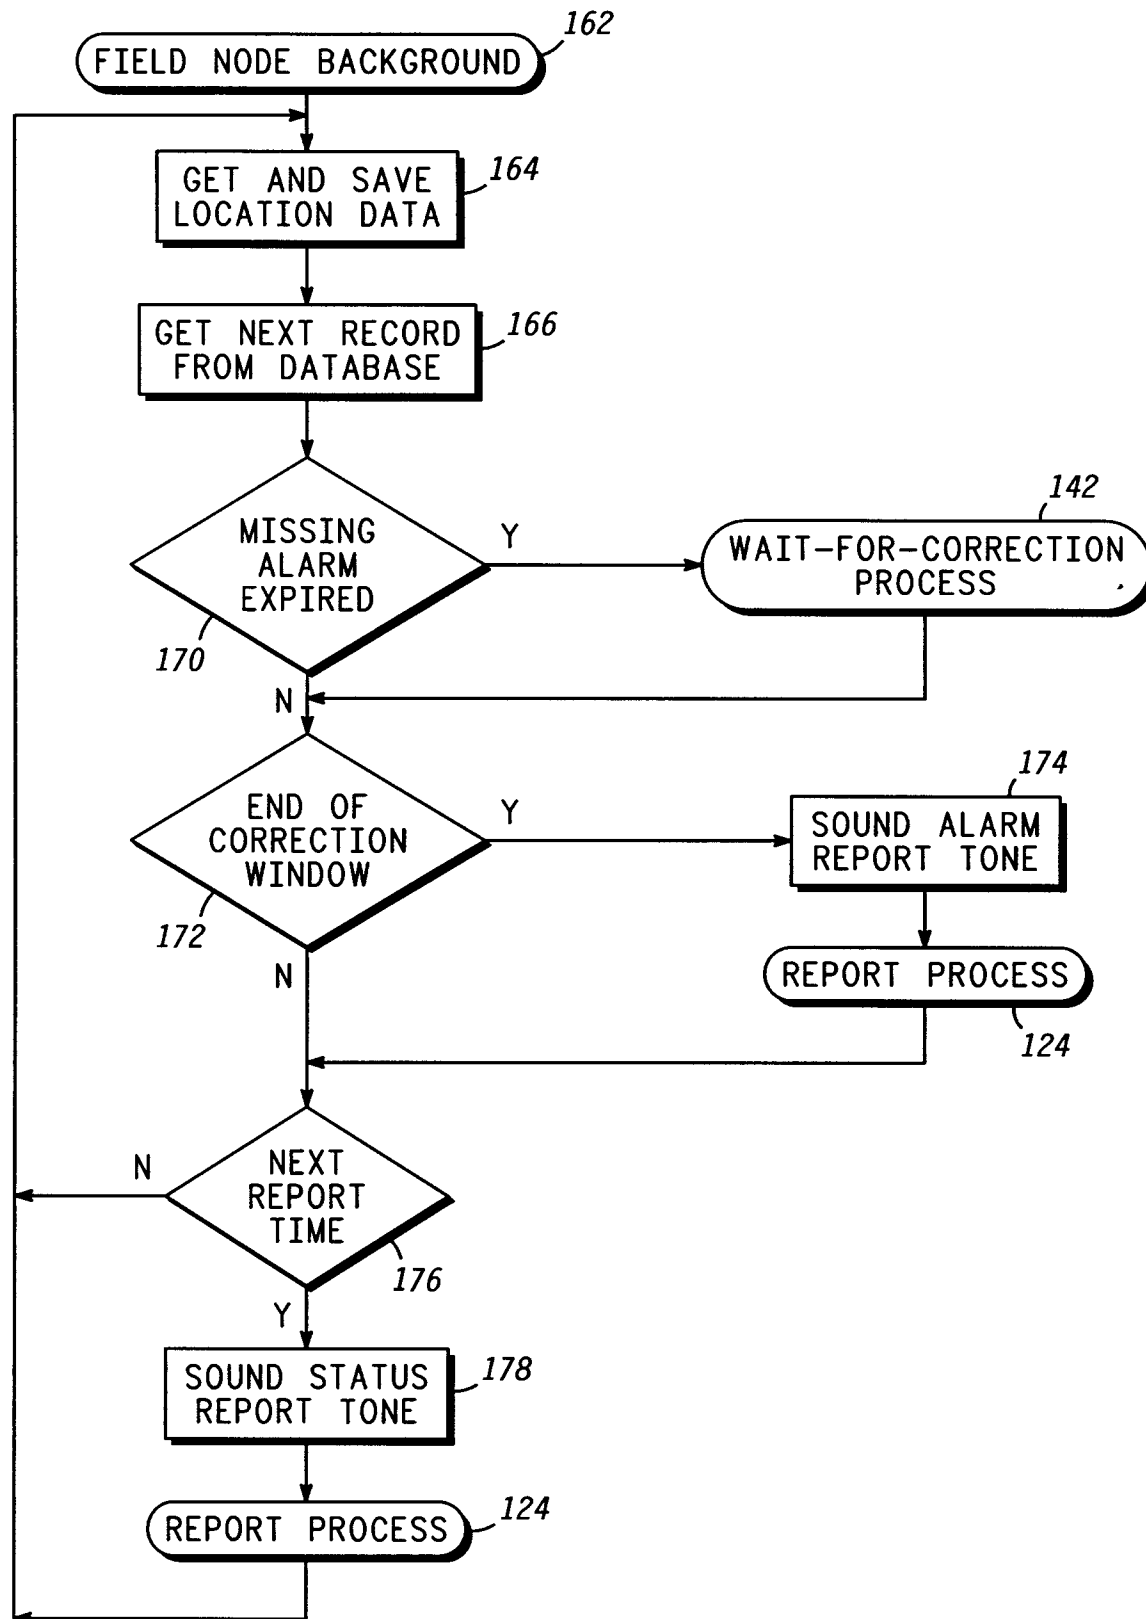 162
FIELD NODE BACKGROUND
GET AND SAVE
LOCATION DATA
164
GET NEXT RECORD
FROM DATABASE
166
MISSING
ALARM
EXPIRED
170
Y
N
142
WAIT-FOR-CORRECTION
PROCESS
END OF
CORRECTION
WINDOW
172
Y
N
174
SOUND ALARM
REPORT TONE
REPORT PROCESS
124
NEXT
REPORT
TIME
176
N
Y
SOUND STATUS
REPORT TONE
178
REPORT PROCESS
124